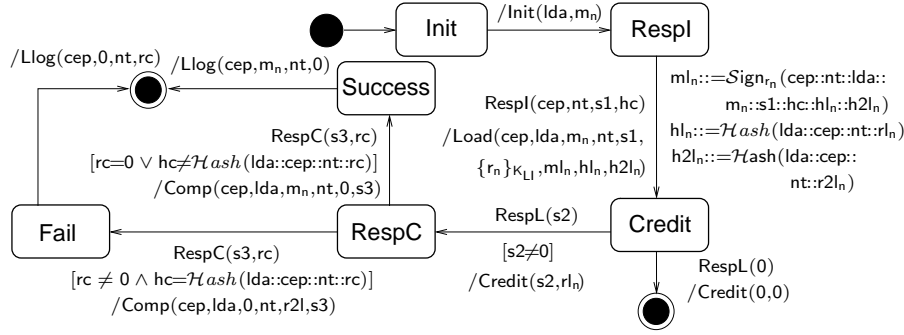 Init
/Init(lda,mₙ)
RespI
/Llog(cep,0,nt,rc)
/Llog(cep,mₙ,nt,0)
Success
RespI(cep,nt,s1,hc)
/Load(cep,lda,mₙ,nt,s1,
{rₙ}K_LI,mlₙ,hlₙ,h2lₙ)
mlₙ::=Sign_rₙ(cep::nt::lda::
mₙ::s1::hc::hlₙ::h2lₙ)
hlₙ::=Hash(lda::cep::nt::rlₙ)
h2lₙ::=Hash(lda::cep::
nt::r2lₙ)
RespC(s3,rc)
[rc=0 ∨ hc≠Hash(lda::cep::nt::rc)]
/Comp(cep,lda,mₙ,nt,0,s3)
Fail
RespC
RespL(s2)
[s2≠0]
/Credit(s2,rlₙ)
Credit
RespC(s3,rc)
[rc ≠ 0 ∧ hc=Hash(lda::cep::nt::rc)]
/Comp(cep,lda,0,nt,r2l,s3)
RespL(0)
/Credit(0,0)